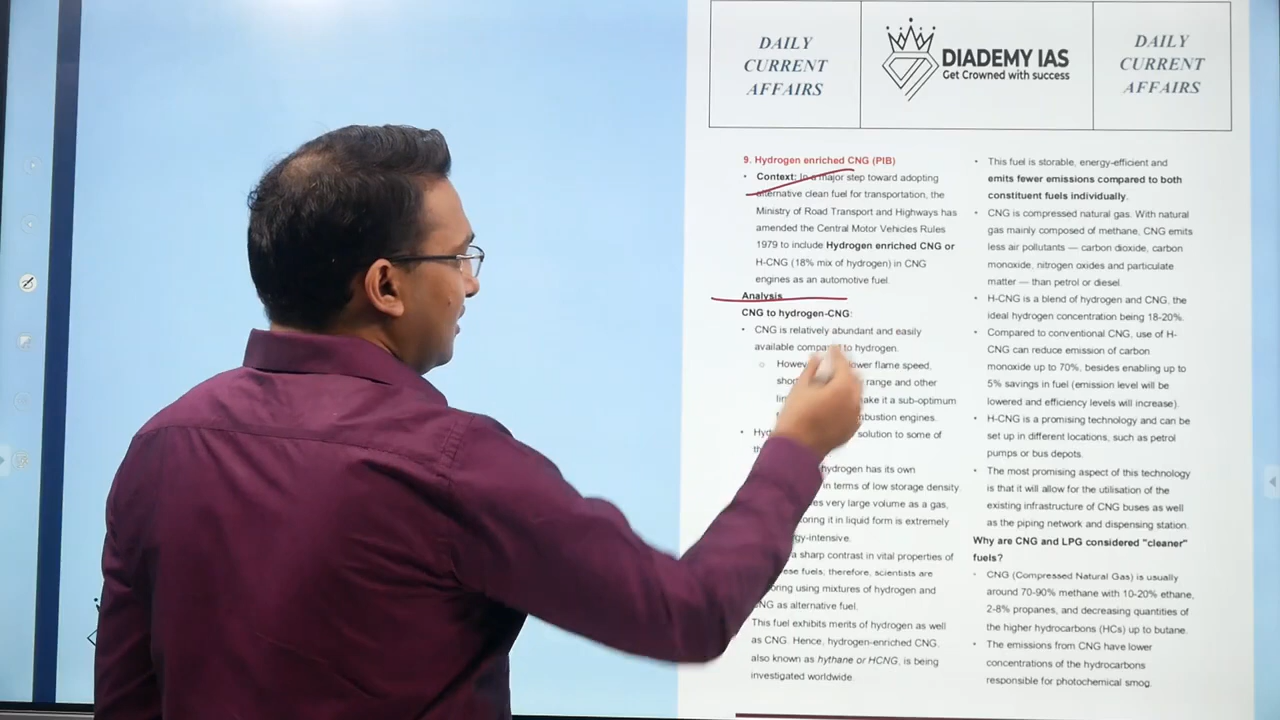 DAILY
CURRENT
AFFAIRS
DIADEMY IAS
Get Crowned with success
DAILY
CURRENT
AFFAIRS
9. Hydrogen enriched CNG (PIB)
• Context: In a major step toward adopting
alternative clean fuel for transportation, the
Ministry of Road Transport and Highways has
amended the Central Motor Vehicles Rules
1979 to include Hydrogen enriched CNG or
H-CNG (18% mix of hydrogen) in CNG
engines as an automotive fuel.
Analysis
CNG to hydrogen-CNG:
• CNG is relatively abundant and easily
available compared to hydrogen.
○ lower flame speed,
range and other
make it a sub-optimum
combustion engines.
• solution to some of
hydrogen has its own
in terms of low storage density.
very large volume as a gas,
storing it in liquid form is extremely
energy-intensive.
a sharp contrast in vital properties of
these fuels; therefore, scientists are
using mixtures of hydrogen and
CNG as alternative fuel.
This fuel exhibits merits of hydrogen as well
as CNG. Hence, hydrogen-enriched CNG,
also known as hythane or HCNG, is being
investigated worldwide.
• This fuel is storable, energy-efficient and
emits fewer emissions compared to both
constituent fuels individually.
• CNG is compressed natural gas. With natural
gas mainly composed of methane, CNG emits
less air pollutants — carbon dioxide, carbon
monoxide, nitrogen oxides and particulate
matter — than petrol or diesel.
• H-CNG is a blend of hydrogen and CNG, the
ideal hydrogen concentration being 18-20%.
• Compared to conventional CNG, use of H-
CNG can reduce emission of carbon
monoxide up to 70%, besides enabling up to
5% savings in fuel (emission level will be
lowered and efficiency levels will increase).
• H-CNG is a promising technology and can be
set up in different locations, such as petrol
pumps or bus depots.
• The most promising aspect of this technology
is that it will allow for the utilisation of the
existing infrastructure of CNG buses as well
as the piping network and dispensing station.
Why are CNG and LPG considered "cleaner"
fuels?
• CNG (Compressed Natural Gas) is usually
around 70-90% methane with 10-20% ethane,
2-8% propanes, and decreasing quantities of
the higher hydrocarbons (HCs) up to butane.
• The emissions from CNG have lower
concentrations of the hydrocarbons
responsible for photochemical smog.